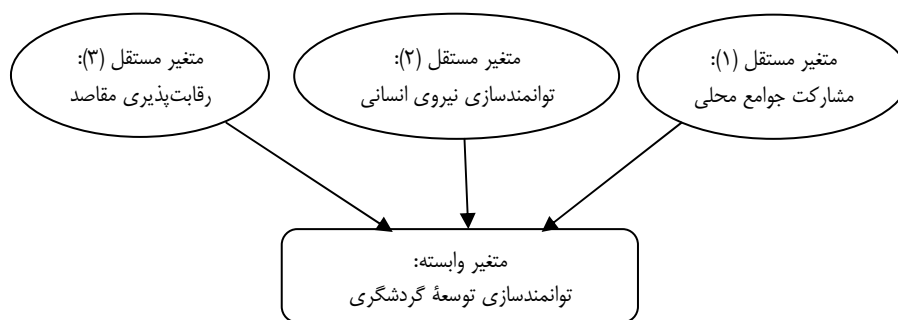 متغیر مستقل (۱):
مشارکت جوامع محلی
متغیر مستقل (۲):
توانمندسازی نیروی انسانی
متغیر مستقل (۳):
رقابت‌پذیری مقاصد
متغیر وابسته:
توانمندسازی توسعۀ گردشگری